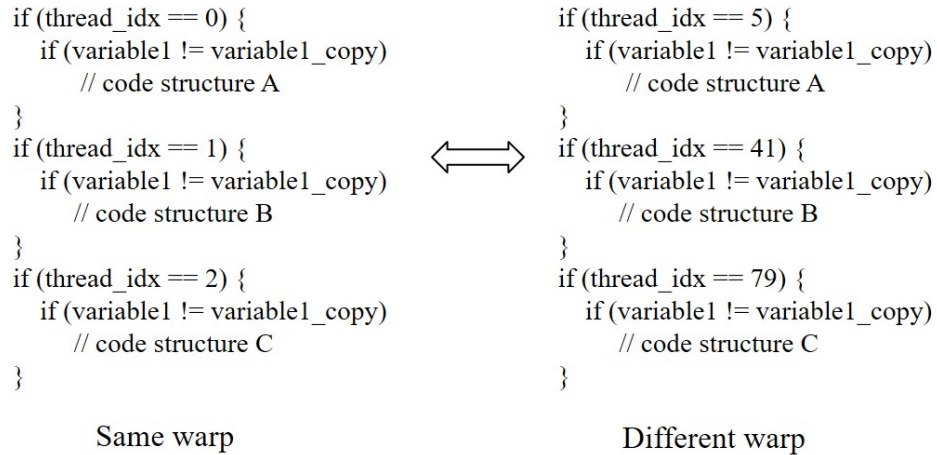 if (thread_idx == 0) {
if (variable1 != variable1_copy)
// code structure A
}
if (thread_idx == 1) {
if (variable1 != variable1_copy)
// code structure B
}
if (thread_idx == 2) {
if (variable1 != variable1_copy)
// code structure C
}
Same warp
if (thread_idx == 5) {
if (variable1 != variable1_copy)
// code structure A
}
if (thread_idx == 41) {
if (variable1 != variable1_copy)
// code structure B
}
if (thread_idx == 79) {
if (variable1 != variable1_copy)
// code structure C
}
Different warp